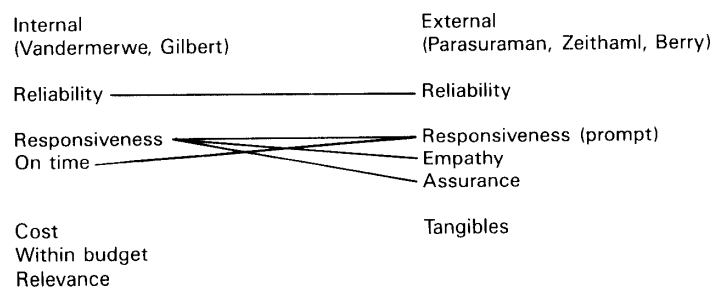 Internal
(Vandermerwe, Gilbert)
Reliability
Responsiveness
On time
Cost
Within budget
Relevance
External
(Parasuraman, Zeithaml, Berry)
Reliability
Responsiveness (prompt)
Empathy
Assurance
Tangibles